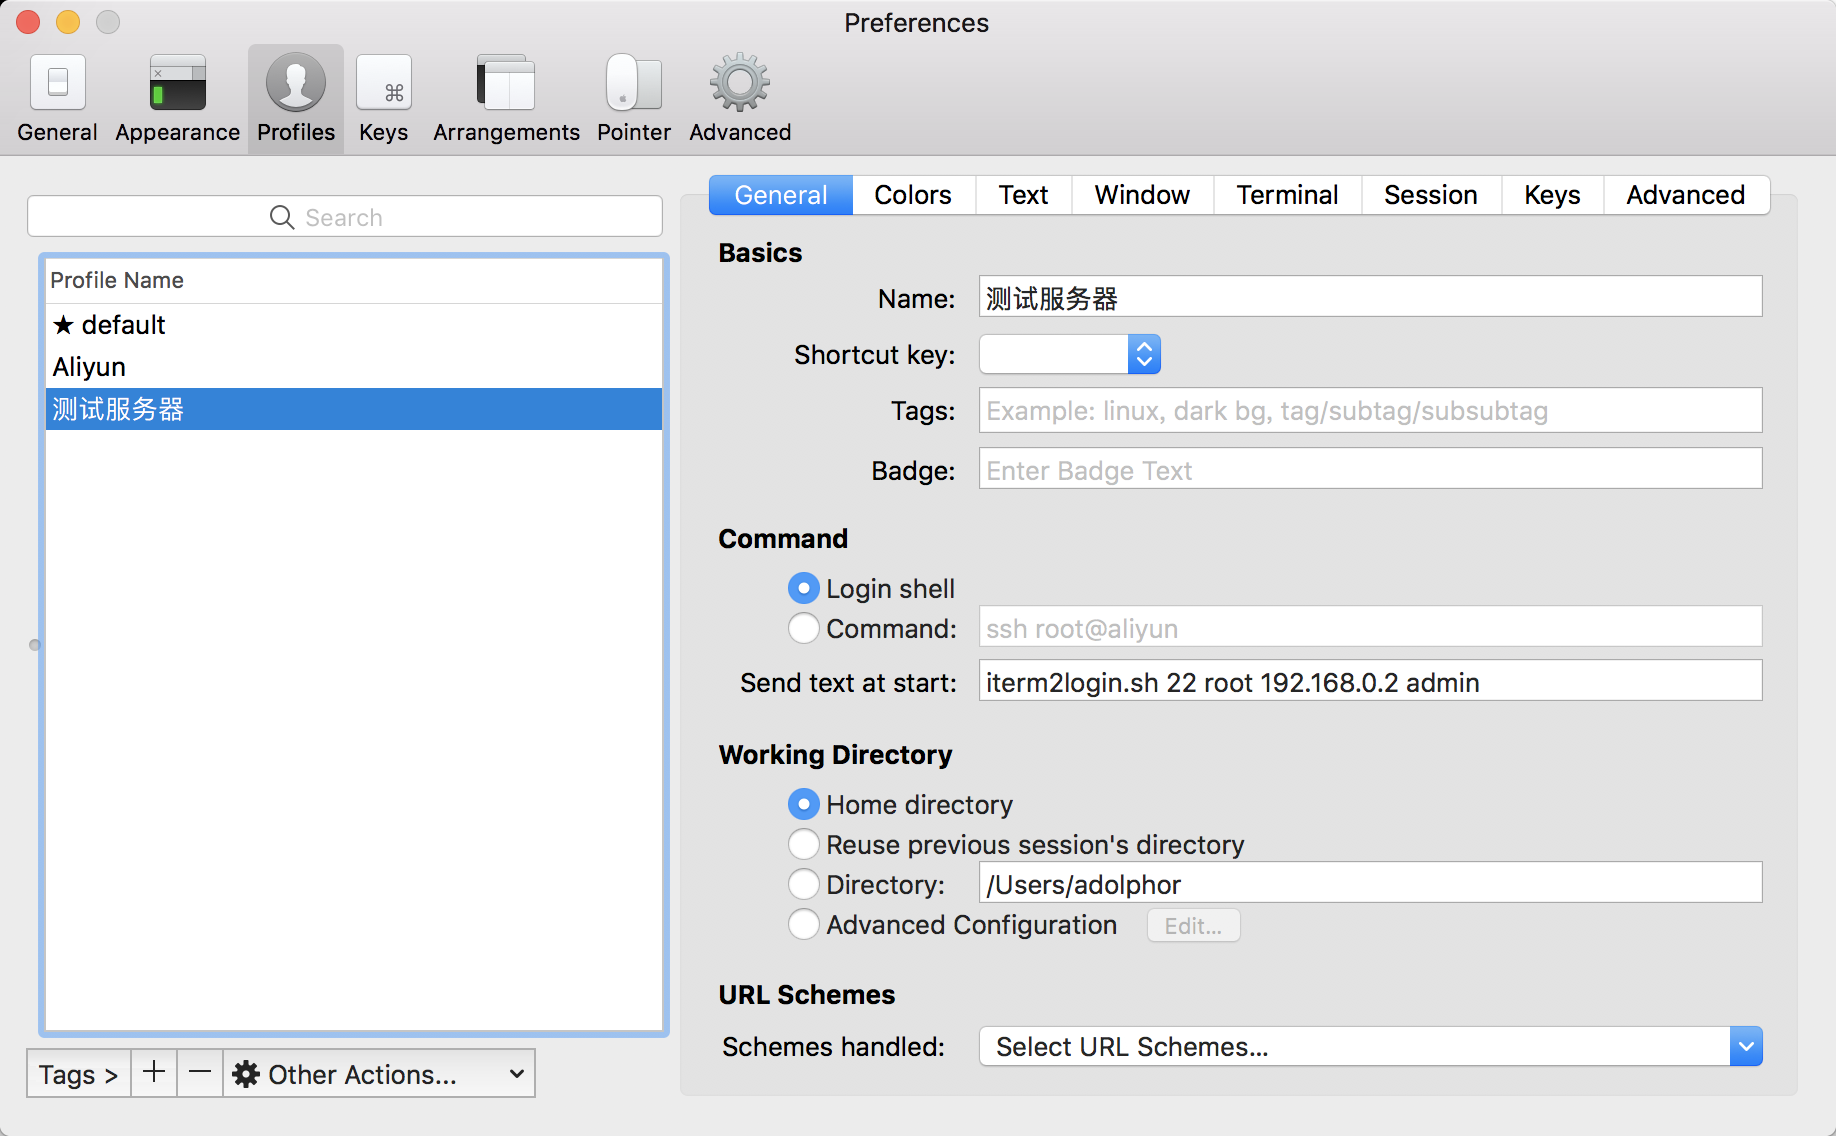 Preferences
General Appearance Profiles Keys Arrangements Pointer Advanced
Search
Profile Name
★ default
Aliyun
测试服务器
Tags > + — Other Actions...
General Colors Text Window Terminal Session Keys Advanced
Basics
Name: 测试服务器
Shortcut key:
Tags: Example: linux, dark bg, tag/subtag/subsubtag
Badge: Enter Badge Text
Command
Login shell
Command: ssh root@aliyun
Send text at start: iterm2login.sh 22 root 192.168.0.2 admin
Working Directory
Home directory
Reuse previous session's directory
Directory: /Users/adolphor
Advanced Configuration Edit...
URL Schemes
Schemes handled: Select URL Schemes...